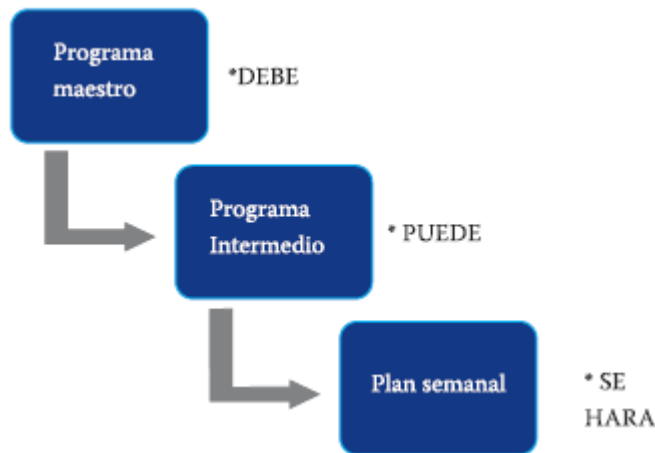 Programa
maestro
*DEBE
Programa
Intermedio
* PUEDE
Plan semanal
* SE
HARA